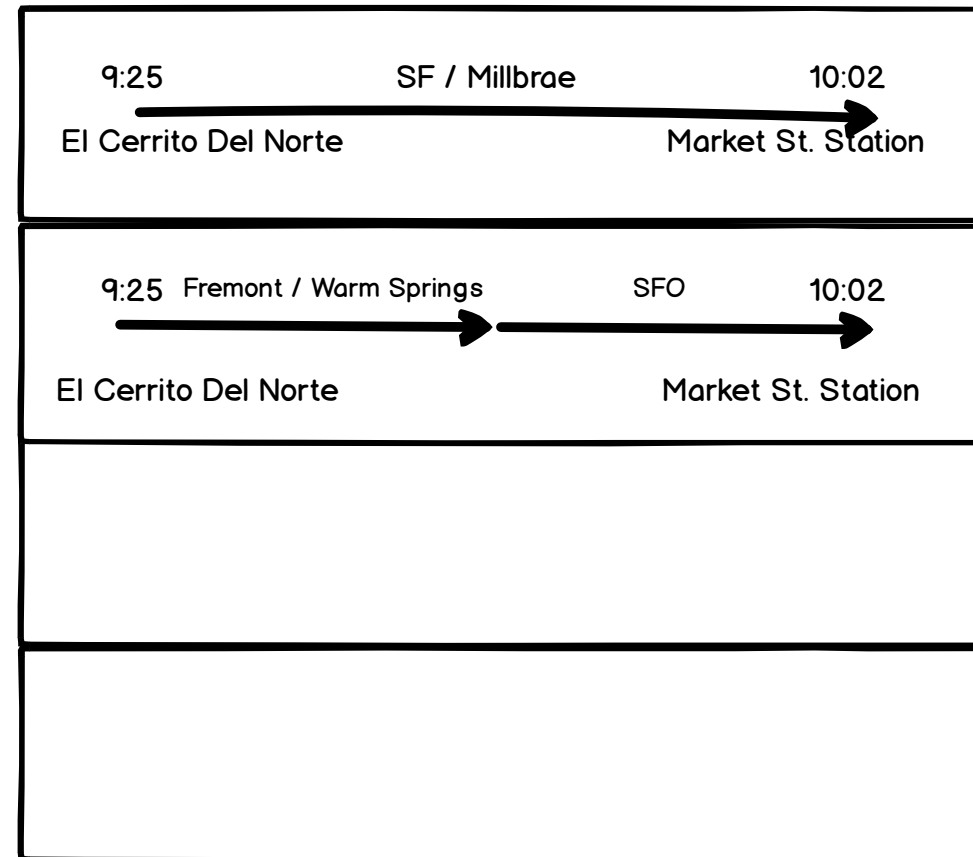 9:25 SF / Millbrae 10:02
El Cerrito Del Norte Market St. Station
9:25 Fremont / Warm Springs SFO 10:02
El Cerrito Del Norte Market St. Station